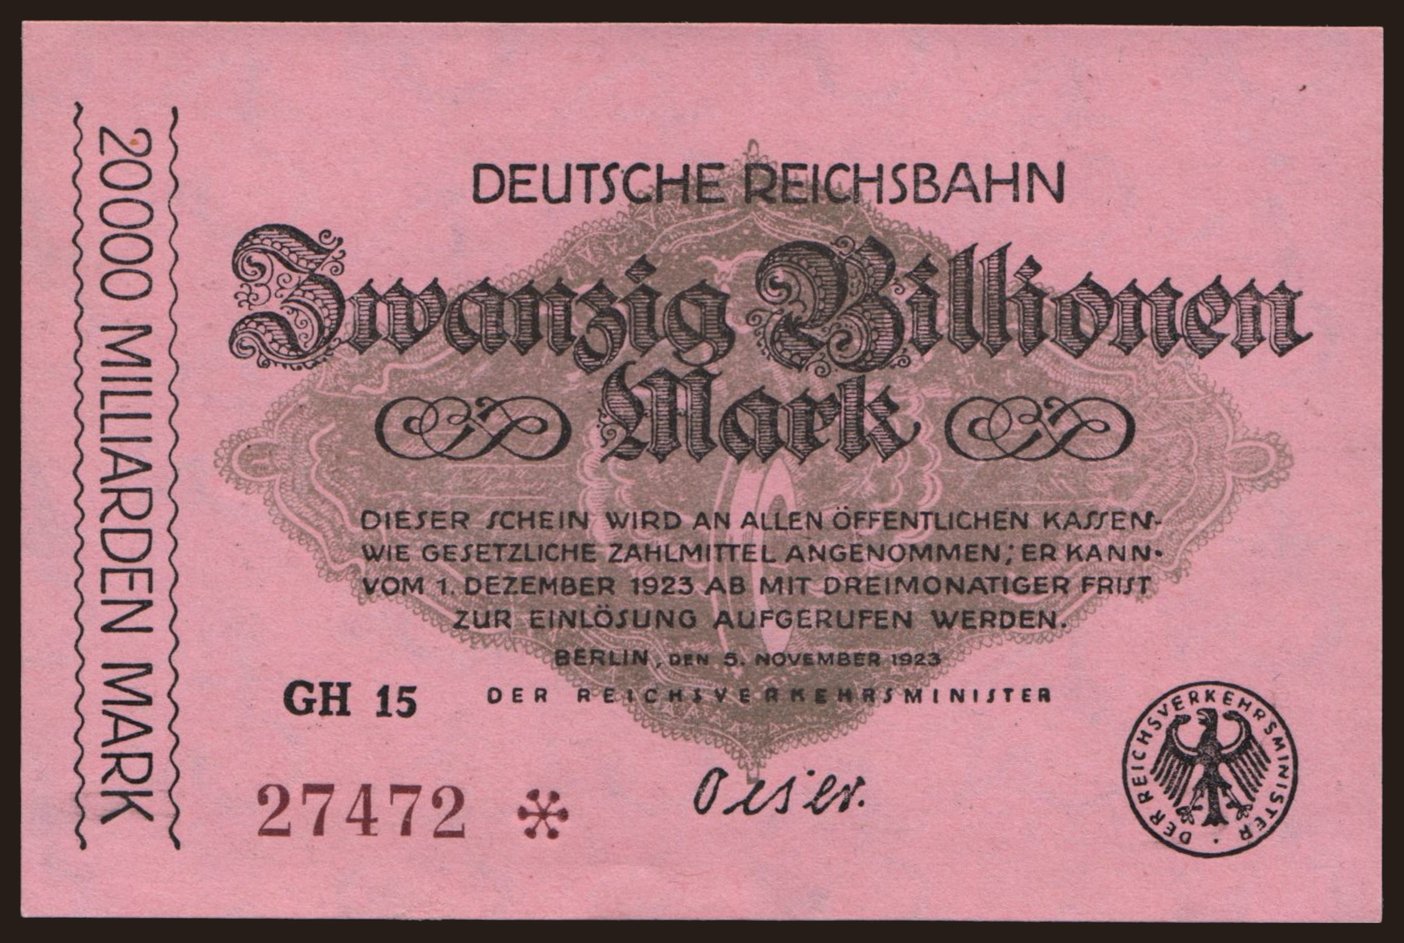 DEUTSCHE REICHSBAHN
Zwanzig Billionen
Mark
DIESER SCHEIN WIRD AN ALLEN ÖFFENTLICHEN KASSEN
WIE GESETZLICHE ZAHLMITTEL ANGENOMMEN; ER KANN
VOM 1. DEZEMBER 1923 AB MIT DREIMONATIGER FRIST
ZUR EINLÖSUNG AUFGERUFEN WERDEN.
BERLIN, DEN 5. NOVEMBER 1923
DER REICHSVERKEHRSMINISTER
GH 15
27472 *
Oeser.
20000 MILLIARDEN MARK
DER REICHSVERKEHRSMINISTER